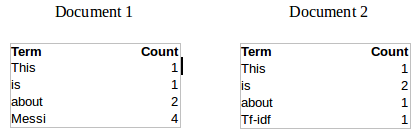 Document 1 Document 2
Term Count Term Count
This 1 This 1
is 1 is 2
about 2 about 1
Messi 4 Tf-idf 1